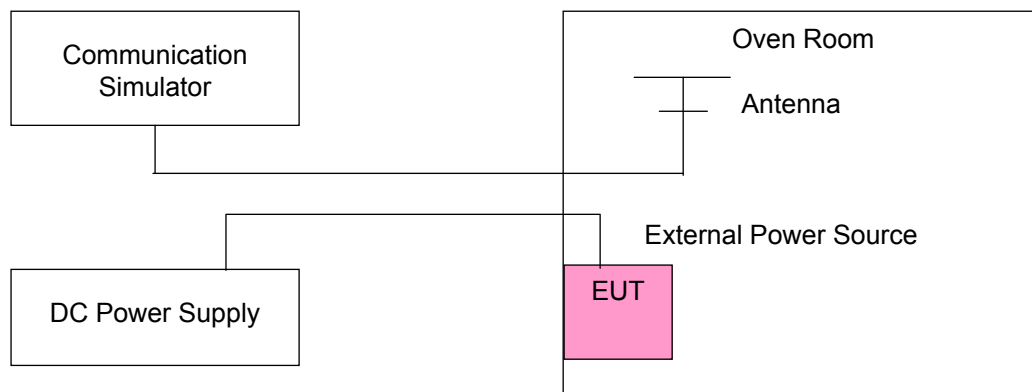 Communication
Simulator
Oven Room
Antenna
External Power Source
EUT
DC Power Supply